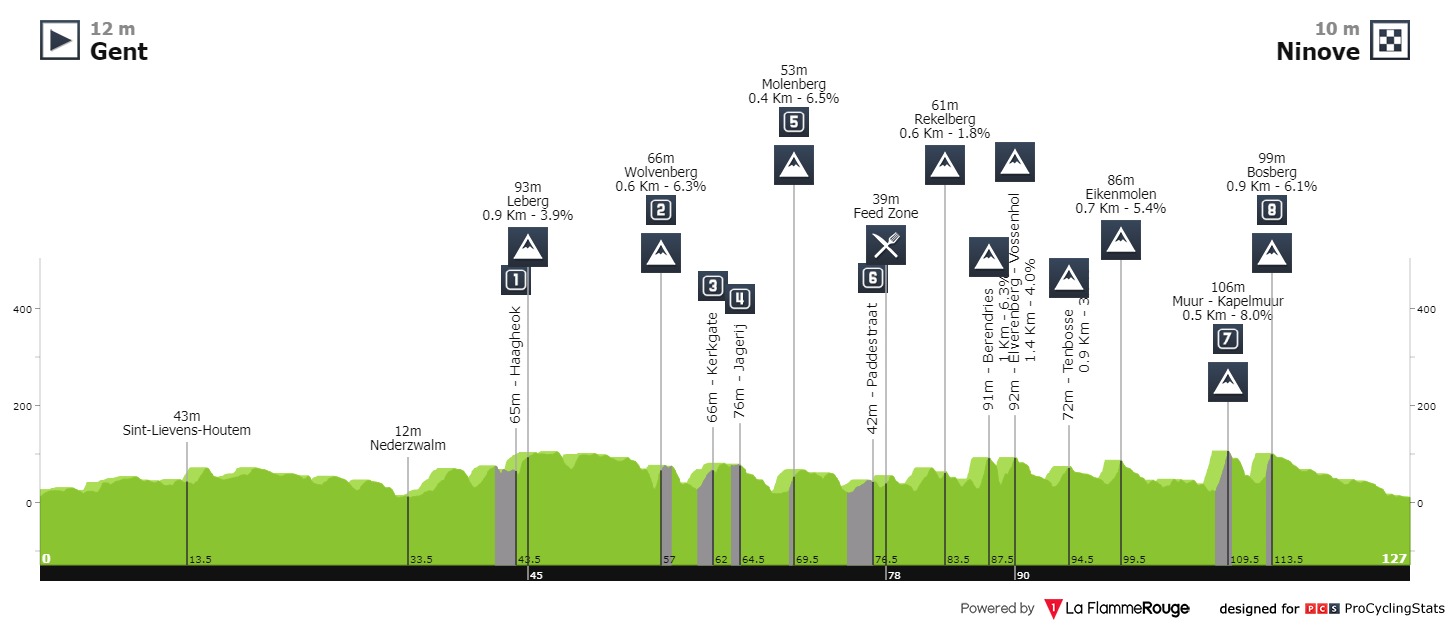 12 m
Gent
10 m
Ninove
53m
Molenberg
0.4 Km - 6.5%
5
61m
Rekelberg
0.6 Km - 1.8%
66m
Wolvenberg
0.6 Km - 6.3%
2
93m
Leberg
0.9 Km - 3.9%
1
39m
Feed Zone
6
86m
Eikenmolen
0.7 Km - 5.4%
99m
Bosberg
0.9 Km - 6.1%
8
3
4
106m
Muur - Kapelmuur
0.5 Km - 8.0%
7
65m - Haagheok
66m - Kerkgate
76m - Jagerij
42m - Paddestraat
91m - Berendries
1 Km - 6.3%
92m - Elverenberg - Vossenhol
1.4 Km - 4.0%
72m - Tenbosse
0.9 Km - 3
43m
Sint-Lievens-Houtem
12m
Nederzwalm
400
200
0
400
200
0
0
13.5
33.5
43.5
57
62
64.5
69.5
76.5
83.5
87.5
94.5
99.5
109.5
113.5
127
45
78
90
Powered by
1
La FlammeRouge
designed for
PCS
ProCyclingStats